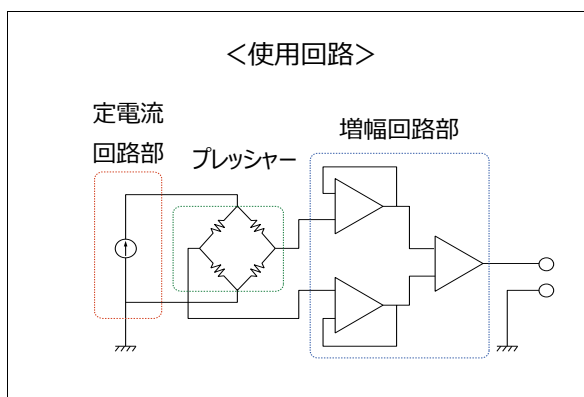 ＜使用回路＞
定電流
回路部
プレッシャー
増幅回路部